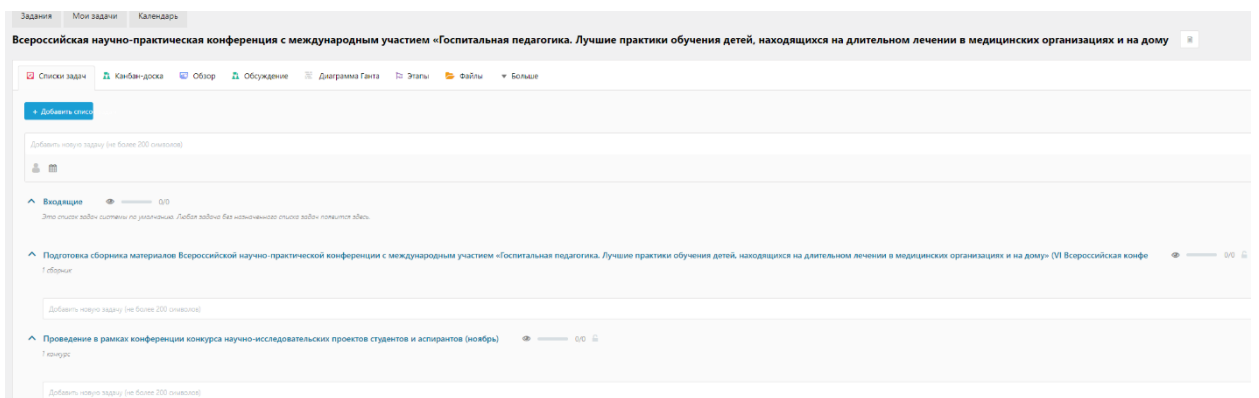 Задания Мои задачи Календарь
Всероссийская научно-практическая конференция с международным участием «Госпитальная педагогика. Лучшие практики обучения детей, находящихся на длительном лечении в медицинских организациях и на дому
Списки задач Канбан-доска Обзор Обсуждение Диаграмма Ганта Этапы Файлы Больше
+ Добавить списо
Добавить новую задачу (не более 200 символов)
Входящие 0/0
Это список задач системы по умолчанию. Любая задача без назначенного списка задач появится здесь.
Подготовка сборника материалов Всероссийской научно-практической конференции с международным участием «Госпитальная педагогика. Лучшие практики обучения детей, находящихся на длительном лечении в медицинских организациях и на дому» (VI Всероссийская конфе 0/0
1 сборник
Добавить новую задачу (не более 200 символов)
Проведение в рамках конференции конкурса научно-исследовательских проектов студентов и аспирантов (ноябрь) 0/0
1 конкурс
Добавить новую задачу (не более 200 символов)